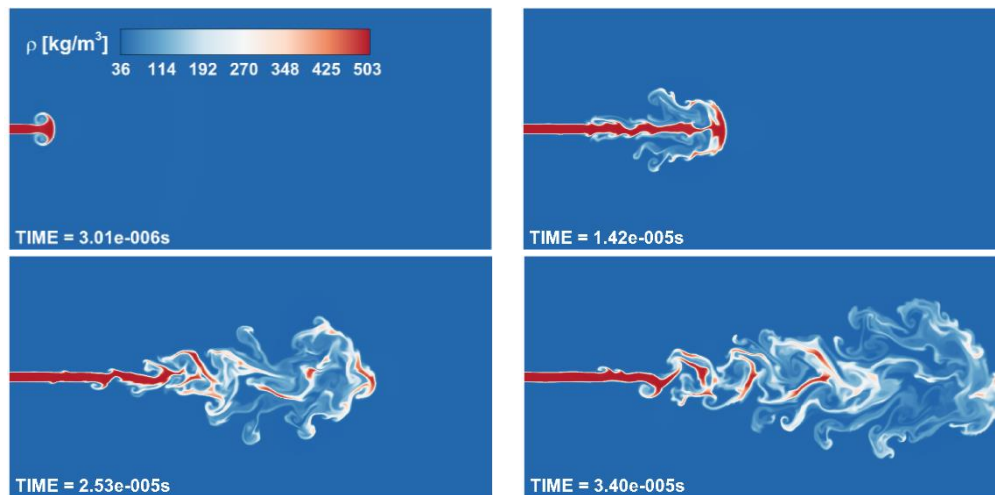 ρ [kg/m³]
36 114 192 270 348 425 503
TIME = 3.01e-006s
TIME = 1.42e-005s
TIME = 2.53e-005s
TIME = 3.40e-005s